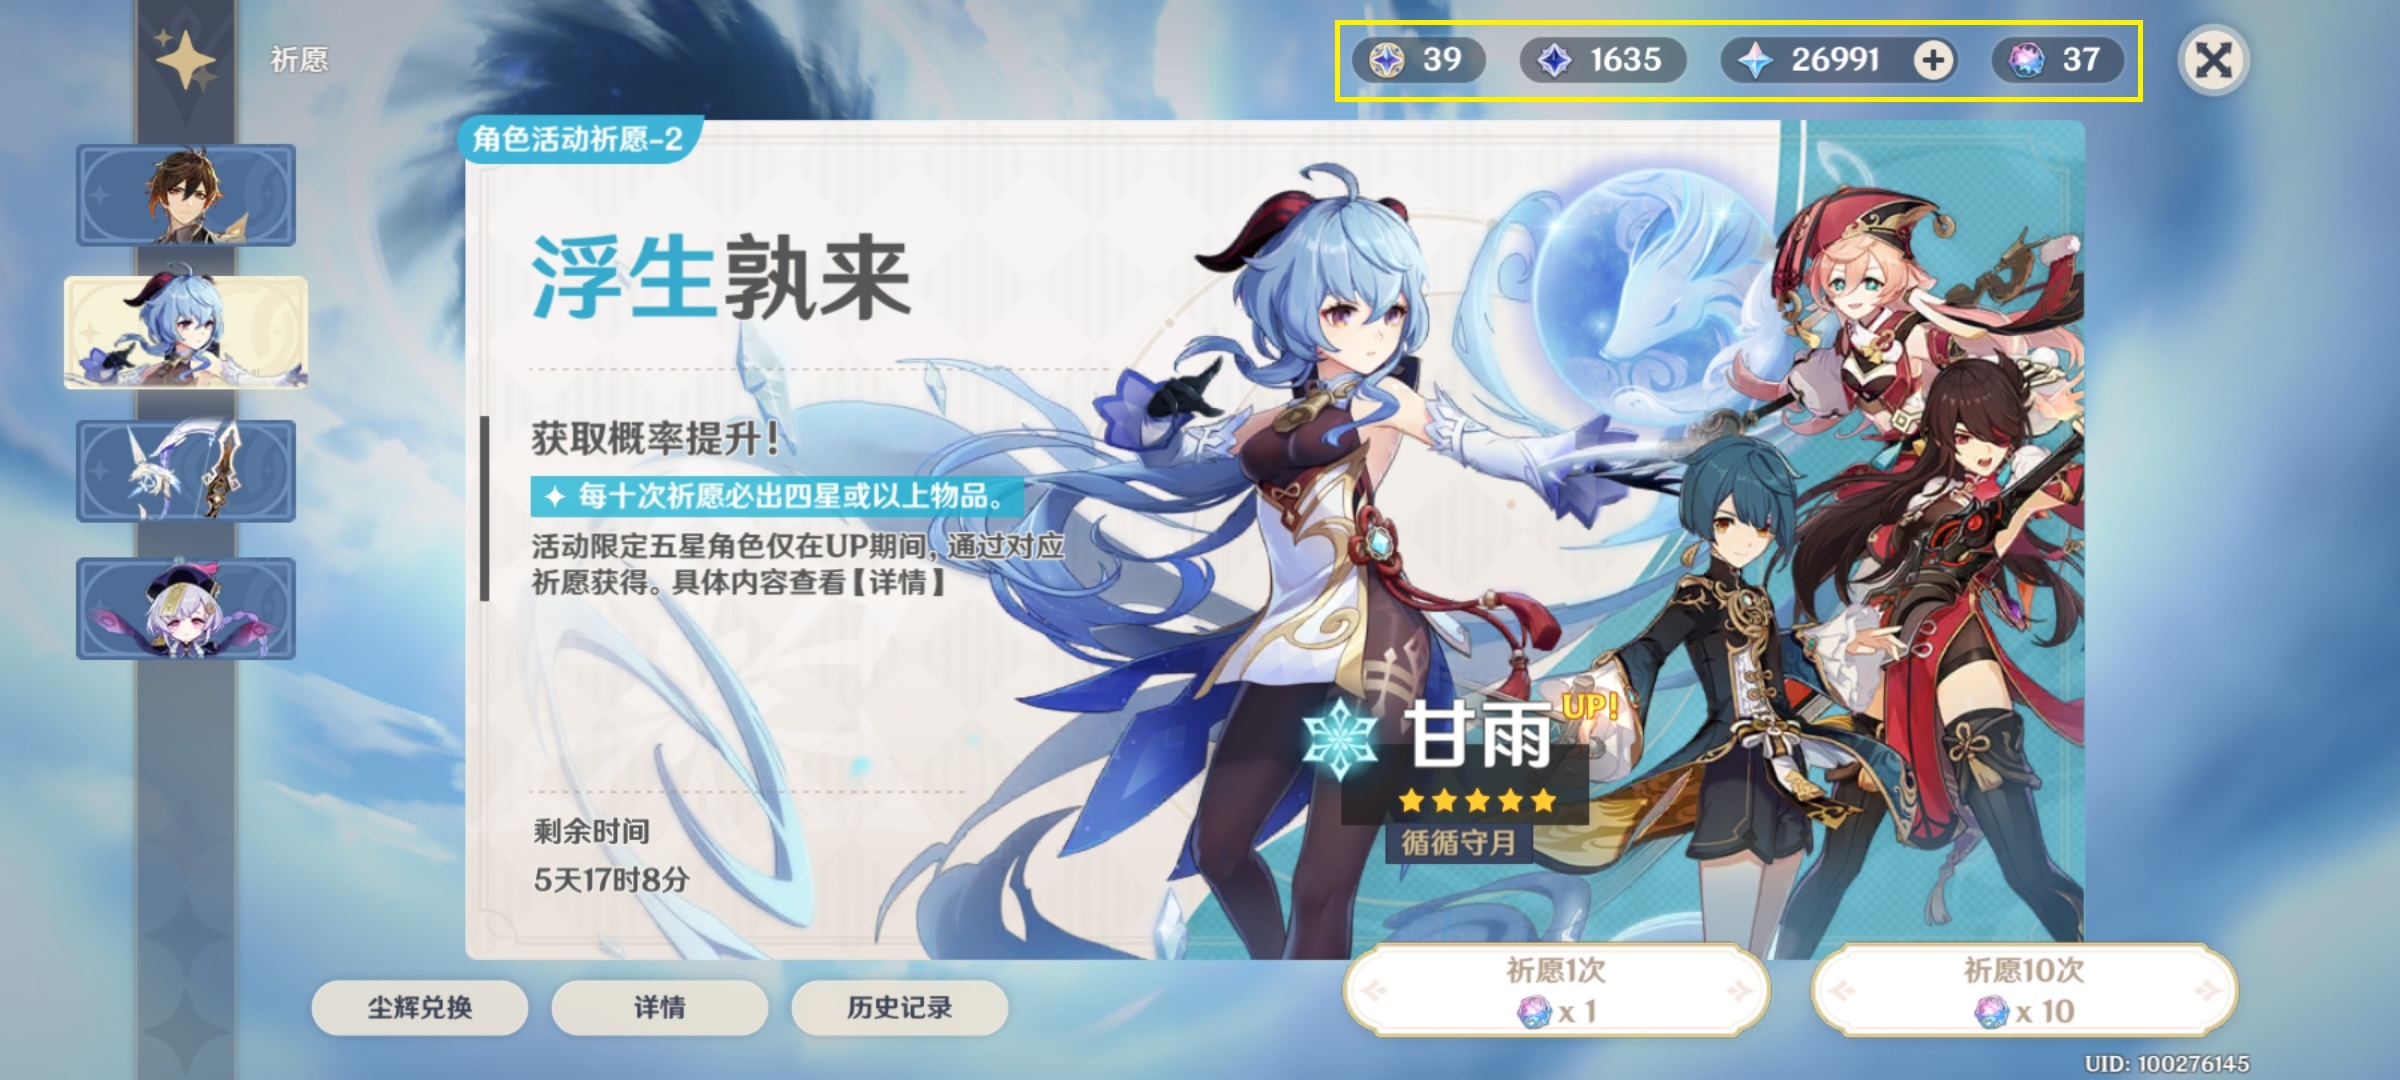 祈愿
39
1635
26991
37
角色活动祈愿-2
浮生孰来
获取概率提升！
每十次祈愿必出四星或以上物品。
活动限定五星角色仅在UP期间，通过对应
祈愿获得。具体内容查看【详情】
甘雨 UP!
循循守月
剩余时间
5天17时8分
尘辉兑换
详情
历史记录
祈愿1次
x 1
祈愿10次
x 10
UID: 100276145